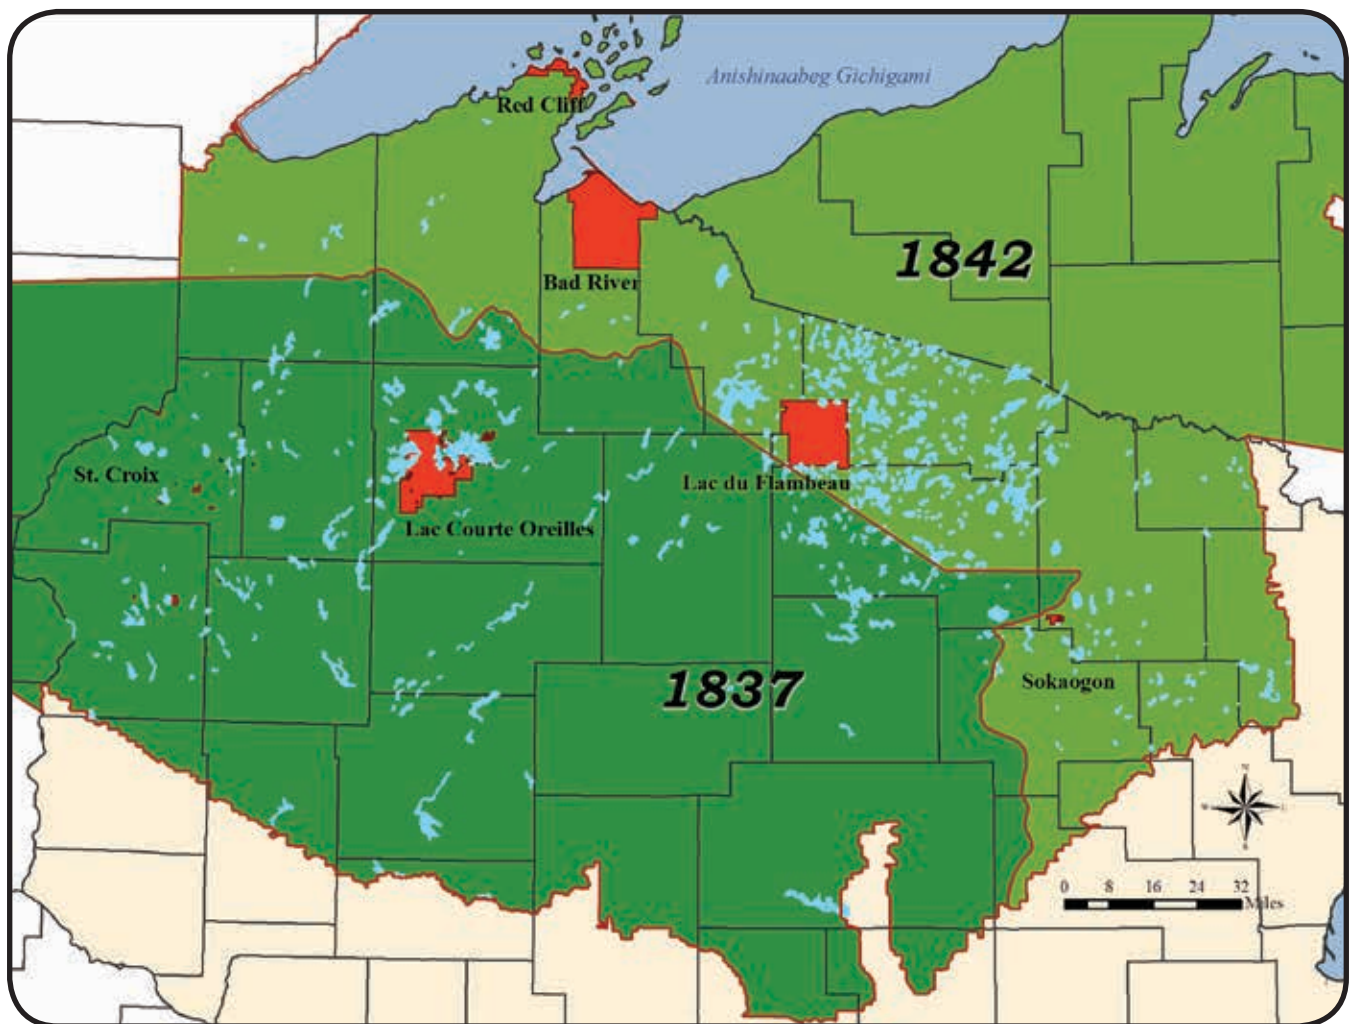 Anishinaabeg Gichigami
Red Cliff
1842
Bad River
St. Croix
Lac du Flambeau
Lac Courte Oreilles
1837
Sokaogon
N
0 8 16 24 32
Miles